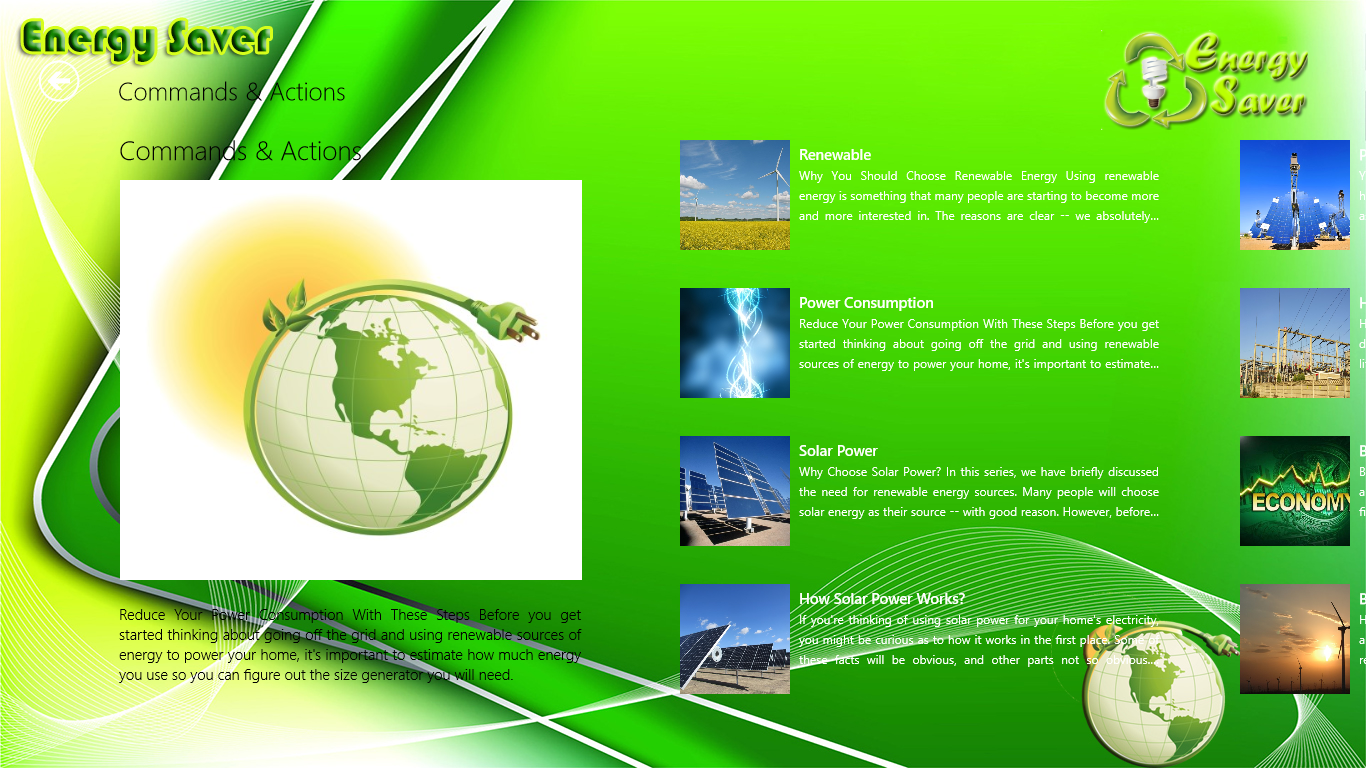 Energy Saver
Energy
Saver
Commands & Actions
Commands & Actions
Reduce Your Power Consumption With These Steps Before you get
started thinking about going off the grid and using renewable sources of
energy to power your home, it's important to estimate how much energy
you use so you can figure out the size generator you will need.
Renewable
Why You Should Choose Renewable Energy Using renewable
energy is something that many people are starting to become more
and more interested in. The reasons are clear -- we absolutely...
Power Consumption
Reduce Your Power Consumption With These Steps Before you get
started thinking about going off the grid and using renewable
sources of energy to power your home, it's important to estimate...
Solar Power
Why Choose Solar Power? In this series, we have briefly discussed
the need for renewable energy sources. Many people will choose
solar energy as their source -- with good reason. However, before...
How Solar Power Works?
If you're thinking of using solar power for your home's electricity,
you might be curious as to how it works in the first place. Some of
these facts will be obvious, and other parts not so obvious...
ECONOMY